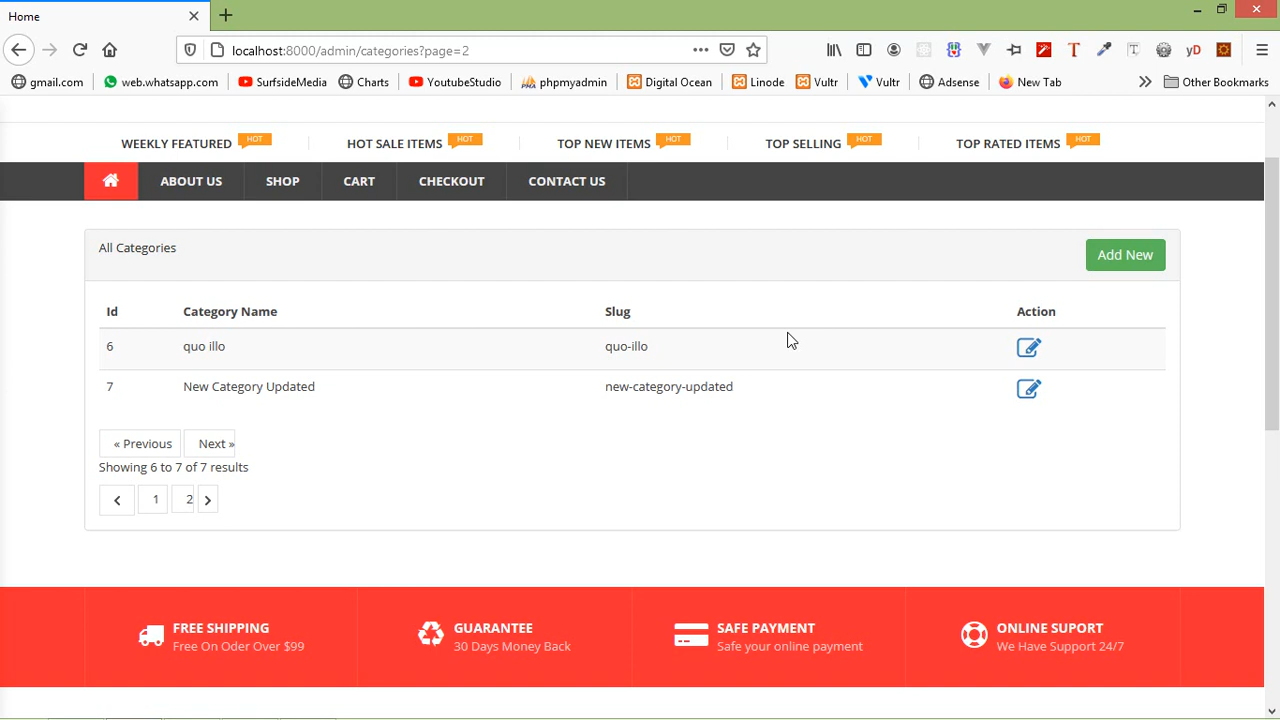 Home
localhost:8000/admin/categories?page=2
gmail.com web.whatsapp.com SurfsideMedia Charts YoutubeStudio phpmyadmin Digital Ocean Linode Vultr Vultr Adsense New Tab Other Bookmarks
WEEKLY FEATURED HOT HOT SALE ITEMS HOT TOP NEW ITEMS HOT TOP SELLING HOT TOP RATED ITEMS HOT
ABOUT US SHOP CART CHECKOUT CONTACT US
All Categories Add New
Id Category Name Slug Action
6 quo illo quo-illo
7 New Category Updated new-category-updated
« Previous Next »
Showing 6 to 7 of 7 results
1 2
FREE SHIPPING GUARANTEE SAFE PAYMENT ONLINE SUPORT
Free On Oder Over $99 30 Days Money Back Safe your online payment We Have Support 24/7